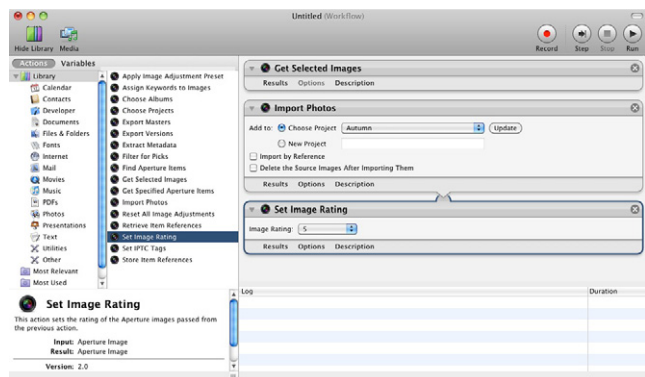 Untitled (Workflow)
Hide Library Media
Record Step Stop Run
Actions Variables
Library
Calendar
Contacts
Developer
Documents
Files & Folders
Fonts
Internet
Mail
Movies
Music
PDFs
Photos
Presentations
Text
Utilities
Other
Most Relevant
Most Used
Apply Image Adjustment Preset
Assign Keywords to Images
Choose Albums
Choose Projects
Export Masters
Export Versions
Extract Metadata
Filter for Picks
Find Aperture Items
Get Selected Images
Get Specified Aperture Items
Import Photos
Reset All Image Adjustments
Retrieve Item References
Set Image Rating
Set IPTC Tags
Store Item References
Set Image Rating
This action sets the rating of the Aperture images passed from
the previous action.
Input: Aperture Image
Result: Aperture Image
Version: 2.0
Get Selected Images
Results Options Description
Import Photos
Add to: Choose Project Autumn Update
New Project
Import by Reference
Delete the Source Images After Importing Them
Results Options Description
Set Image Rating
Image Rating: 5
Results Options Description
Log Duration